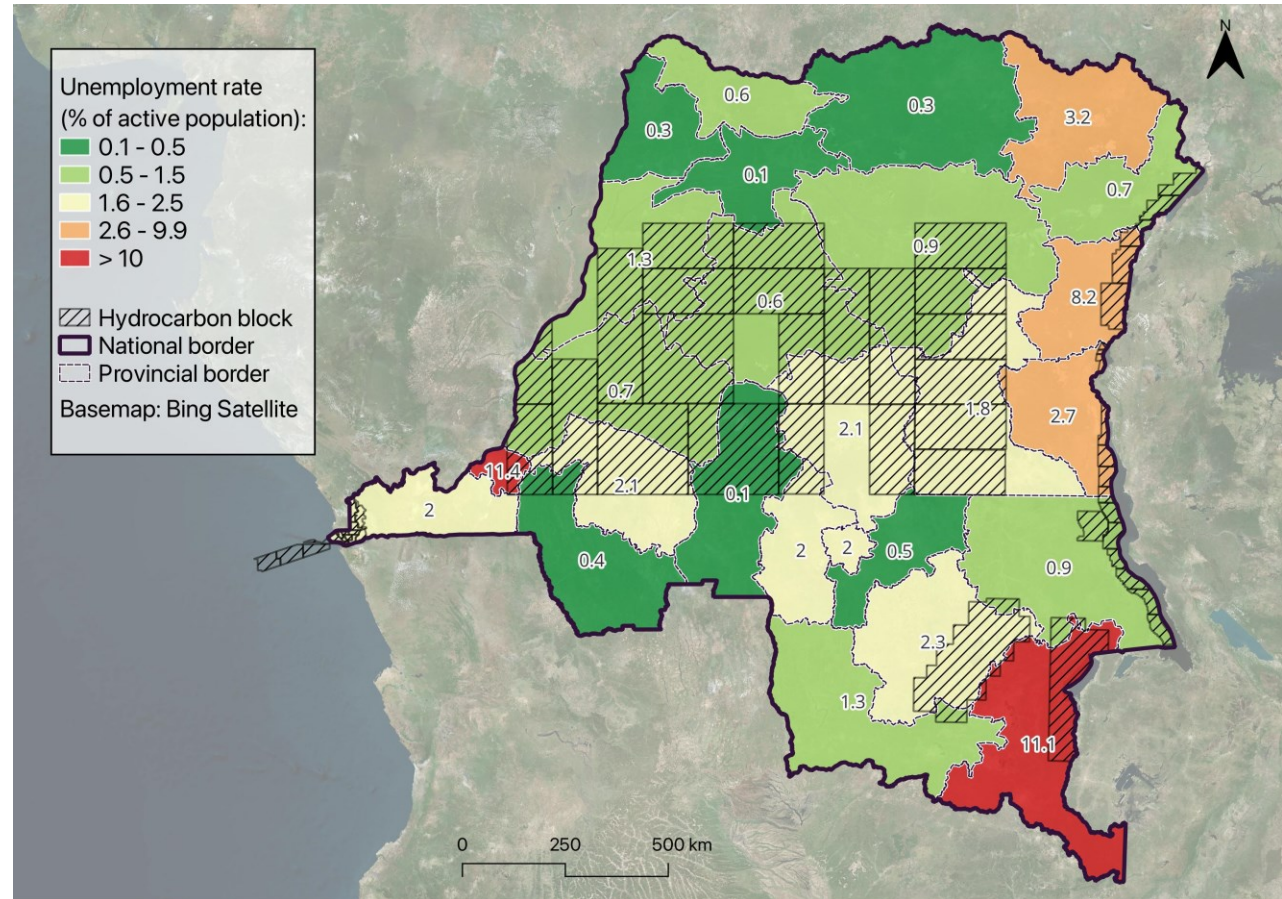 N
Unemployment rate
(% of active population):
0.1 - 0.5
0.5 - 1.5
1.6 - 2.5
2.6 - 9.9
> 10
Hydrocarbon block
National border
Provincial border
Basemap: Bing Satellite
0.6
0.3
0.3
3.2
0.1
0.7
0.9
1.3
0.6
8.2
0.7
1.8
2.7
2.1
11.4
2.1
0.1
2
2
2
0.5
0.4
0.9
2.3
1.3
11.1
0 250 500 km